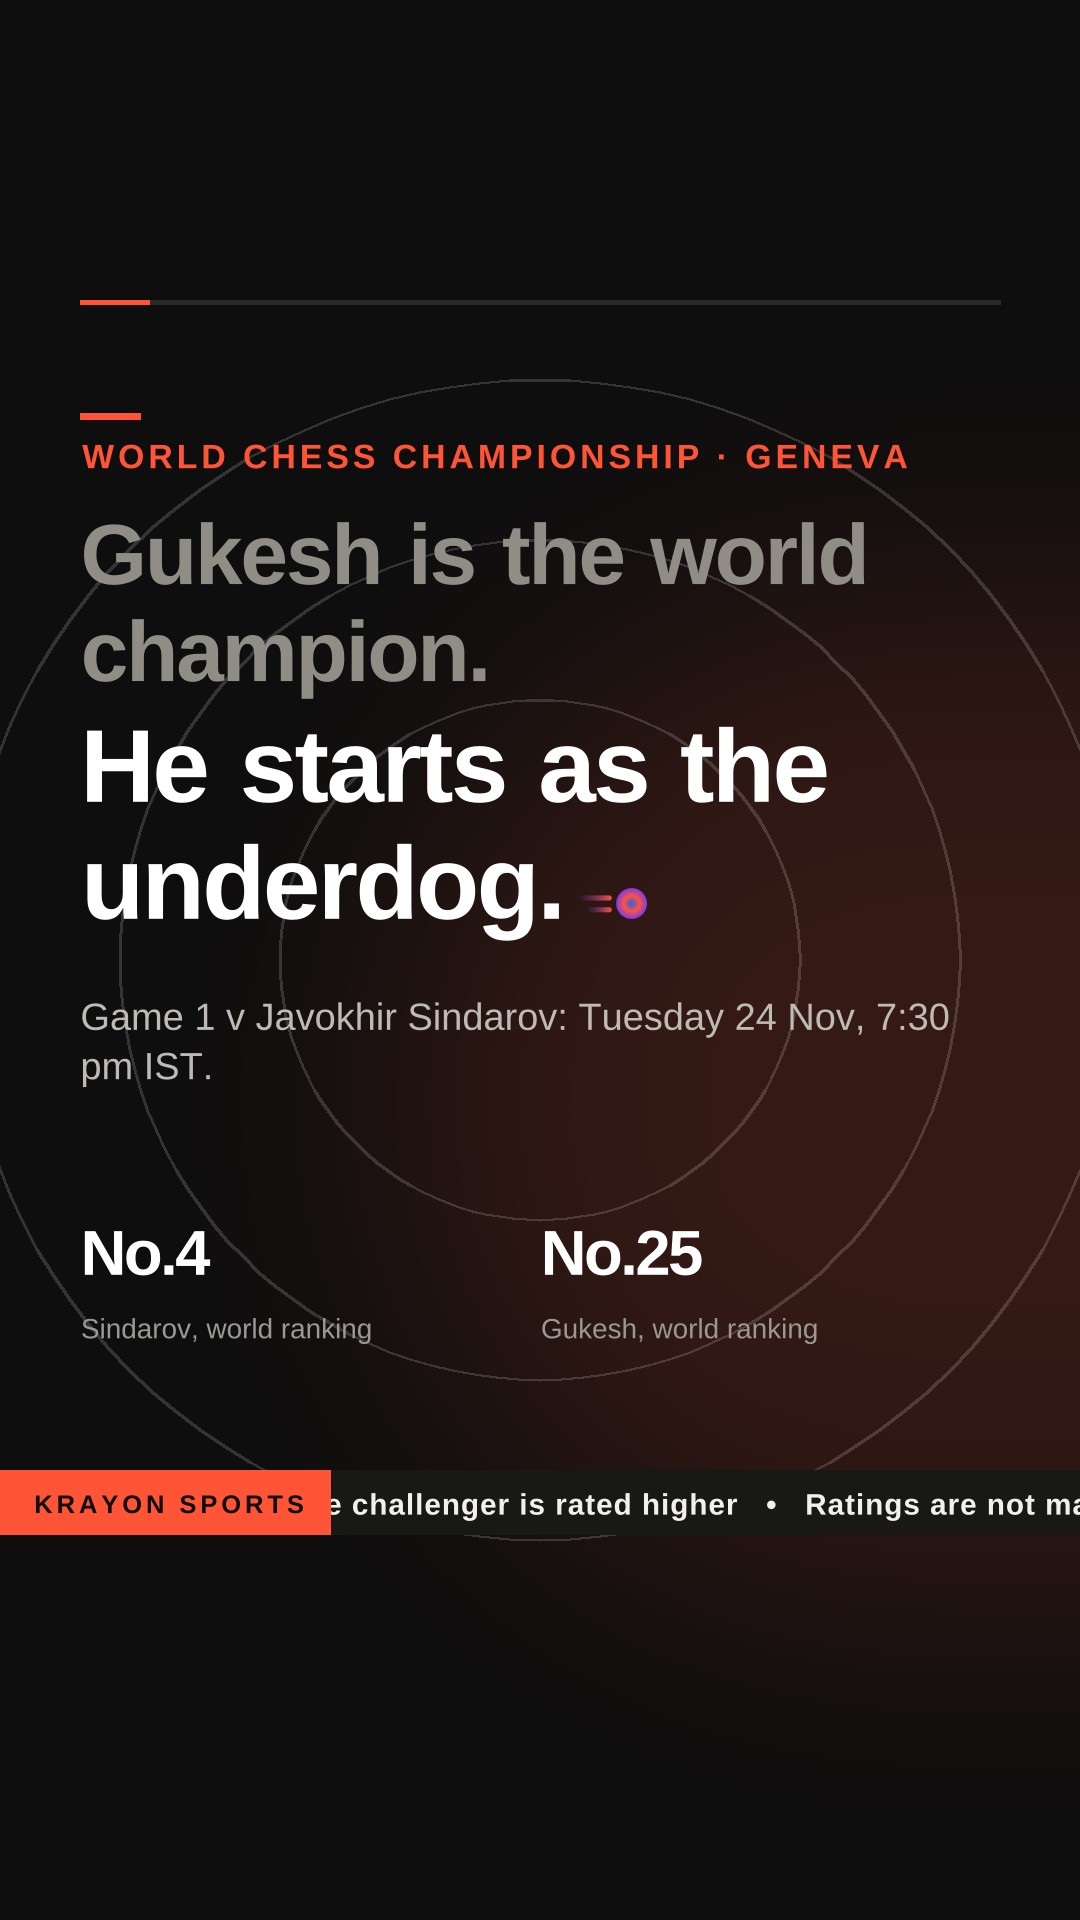 WORLD CHESS CHAMPIONSHIP · GENEVA
Gukesh is the world
champion.
He starts as the
underdog.
Game 1 v Javokhir Sindarov: Tuesday 24 Nov, 7:30
pm IST.
No.4 No.25
Sindarov, world ranking Gukesh, world ranking
KRAYON SPORTS challenger is rated higher • Ratings are not